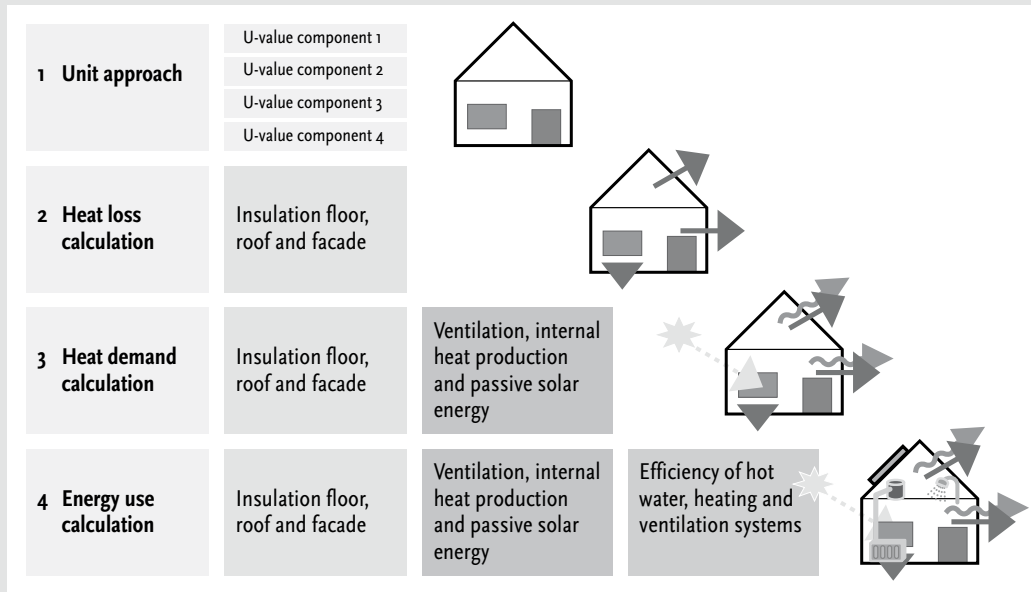 1 Unit approach
U-value component 1
U-value component 2
U-value component 3
U-value component 4
2 Heat loss
calculation
Insulation floor,
roof and facade
3 Heat demand
calculation
Insulation floor,
roof and facade
Ventilation, internal
heat production
and passive solar
energy
4 Energy use
calculation
Insulation floor,
roof and facade
Ventilation, internal
heat production
and passive solar
energy
Efficiency of hot
water, heating and
ventilation systems